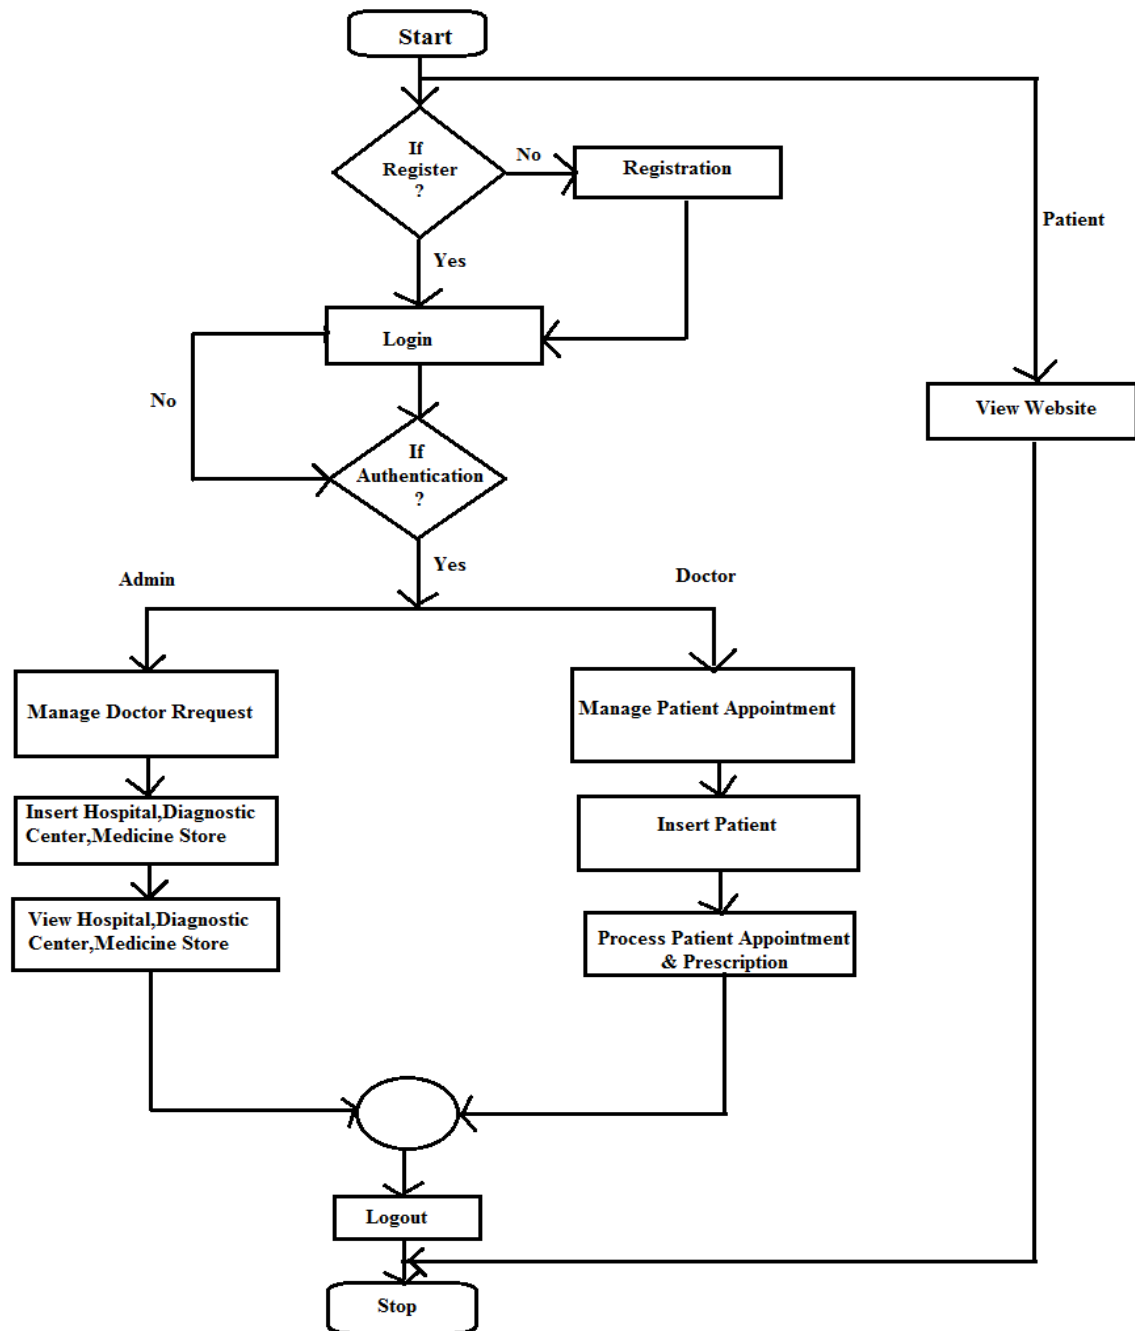 Start
If
Register
?
No
Registration
Patient
Yes
Login
No
View Website
If
Authentication
?
Yes
Admin
Doctor
Manage Doctor Rrequest
Manage Patient Appointment
Insert Hospital,Diagnostic
Center,Medicine Store
Insert Patient
View Hospital,Diagnostic
Center,Medicine Store
Process Patient Appointment
& Prescription
Logout
Stop